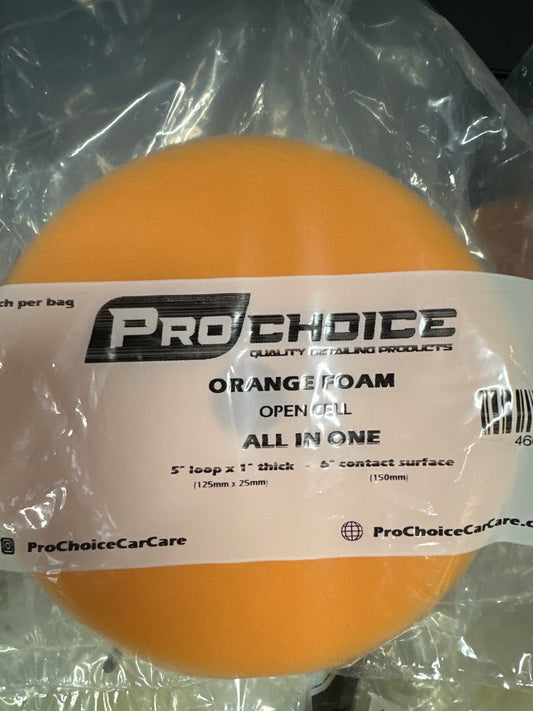 per bag
PROCHOICE
QUALITY DETAILING PRODUCTS
ORANGE FOAM
OPEN CELL
ALL IN ONE
5" loop x 1" thick - 6" contact surface
(125mm x 25mm) (150mm)
ProChoiceCarCare ProChoiceCarCare.c